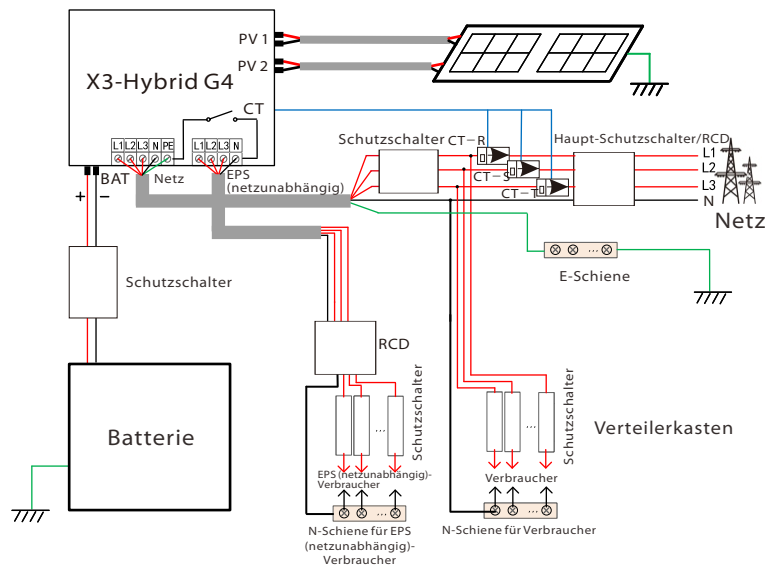 PV 1
PV 2
X3-Hybrid G4
CT
L1 L2 L3 N PE
L1 L2 L3 N
BAT
Netz
EPS
(netzunabhängig)
+
−
Schutzschalter
CT−R
CT−S
CT−T
Haupt-Schutzschalter/RCD
L1
L2
L3
N
Netz
E-Schiene
...
Schutzschalter
RCD
Batterie
...
Schutzschalter
EPS (netzunabhängig)-
Verbraucher
...
N-Schiene für EPS
(netzunabhängig)-
Verbraucher
...
Schutzschalter
Verbraucher
...
N-Schiene für Verbraucher
Verteilerkasten